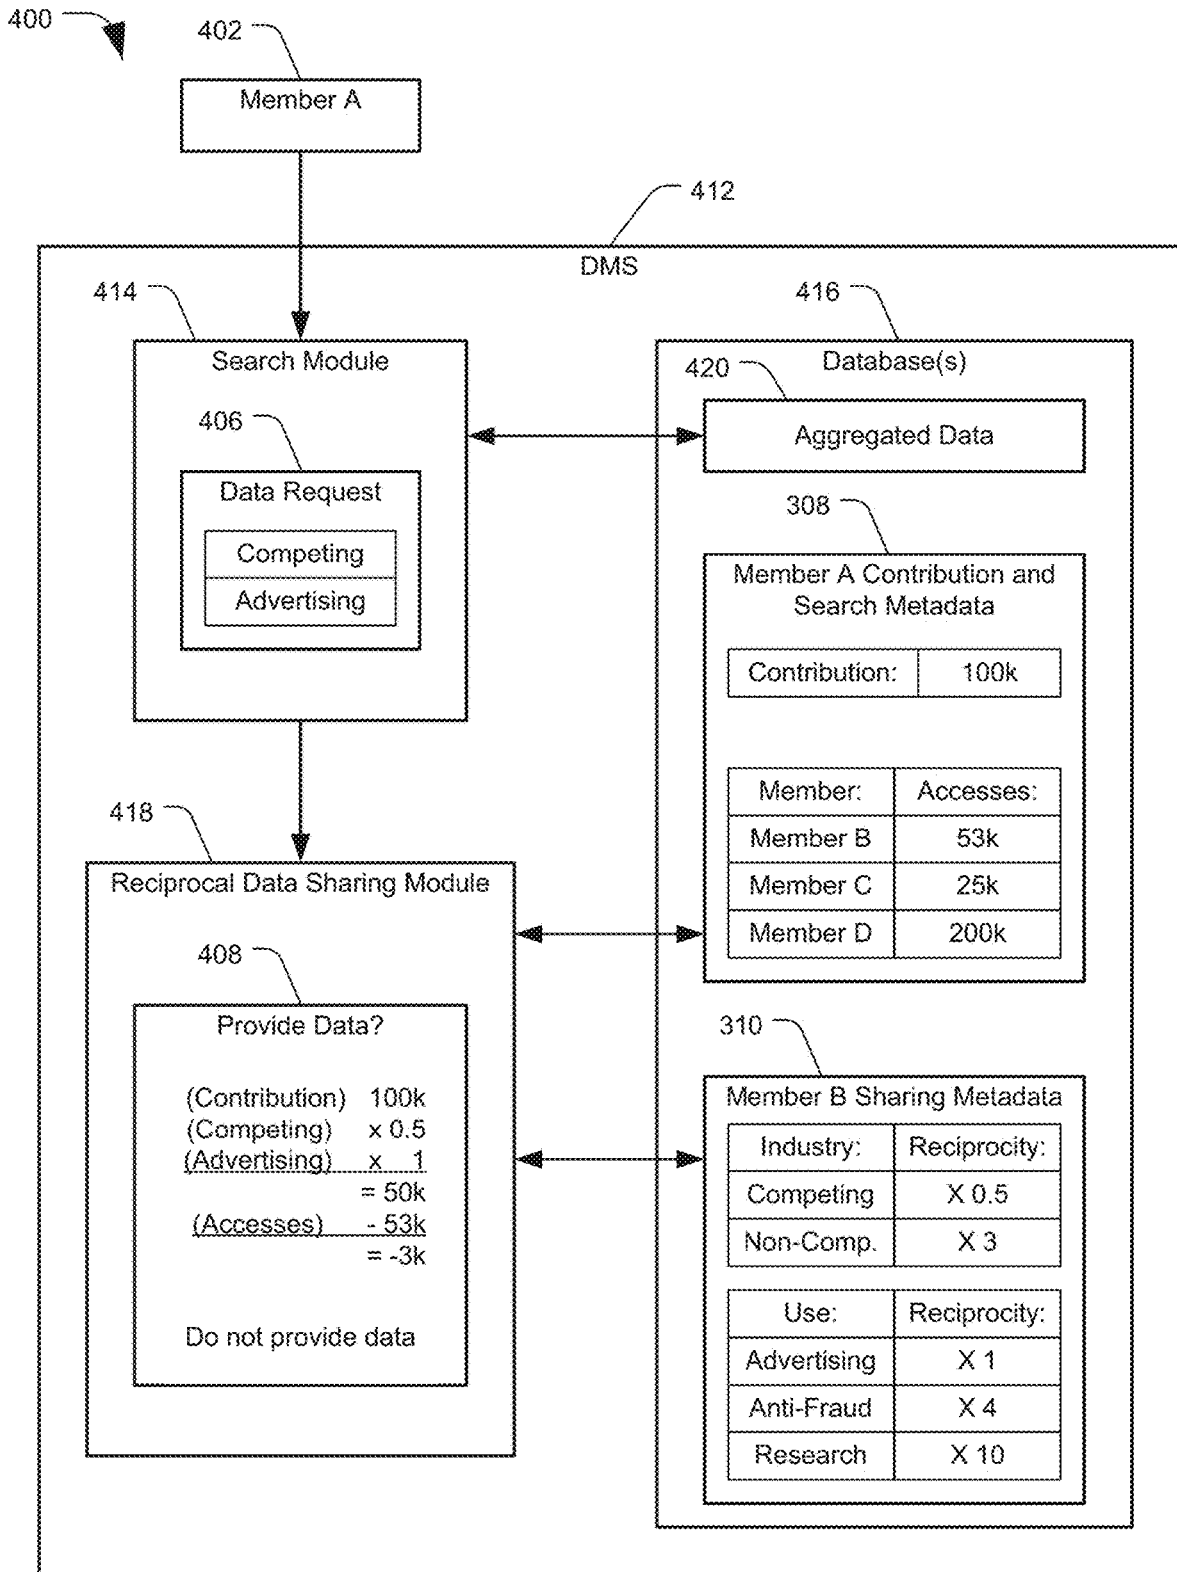 400
402
Member A
412
DMS
414
Search Module
406
Data Request
Competing
Advertising
416
Database(s)
420
Aggregated Data
308
Member A Contribution and
Search Metadata
Contribution: 100k
Member: Accesses:
Member B 53k
Member C 25k
Member D 200k
418
Reciprocal Data Sharing Module
408
Provide Data?
(Contribution) 100k
(Competing) x 0.5
(Advertising) x 1
= 50k
(Accesses) - 53k
= -3k
Do not provide data
310
Member B Sharing Metadata
Industry: Reciprocity:
Competing X 0.5
Non-Comp. X 3
Use: Reciprocity:
Advertising X 1
Anti-Fraud X 4
Research X 10